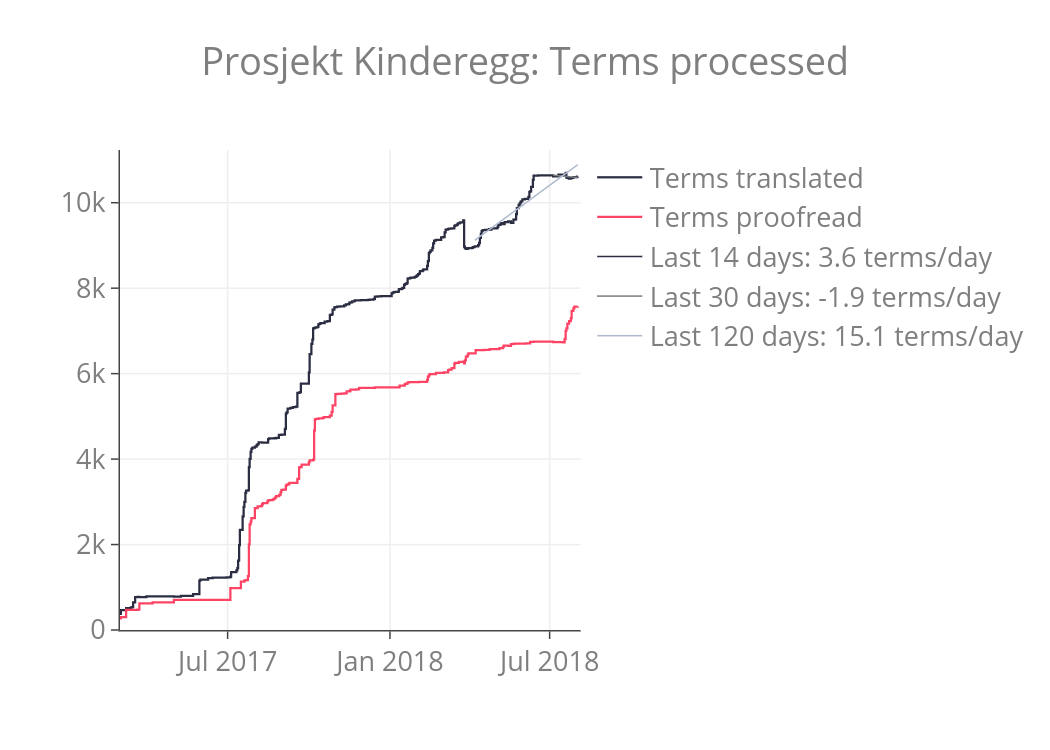 Prosjekt Kinderegg: Terms processed
Terms translated
Terms proofread
Last 14 days: 3.6 terms/day
Last 30 days: -1.9 terms/day
Last 120 days: 15.1 terms/day
10k
8k
6k
4k
2k
0
Jul 2017
Jan 2018
Jul 2018